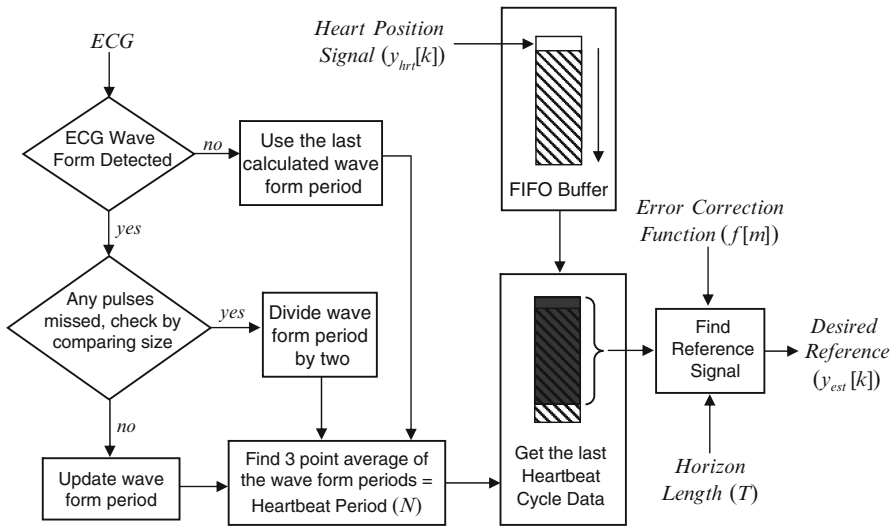 ECG
ECG Wave
Form Detected
no
Use the last
calculated wave
form period
yes
Any pulses
missed, check by
comparing size
yes
Divide wave
form period
by two
no
Update wave
form period
Find 3 point average of
the wave form periods =
Heartbeat Period (N)
Heart Position
Signal (y_hrt[k])
FIFO Buffer
Get the last
Heartbeat
Cycle Data
Error Correction
Function (f[m])
Find
Reference
Signal
Horizon
Length (T)
Desired
Reference
(y_est [k])